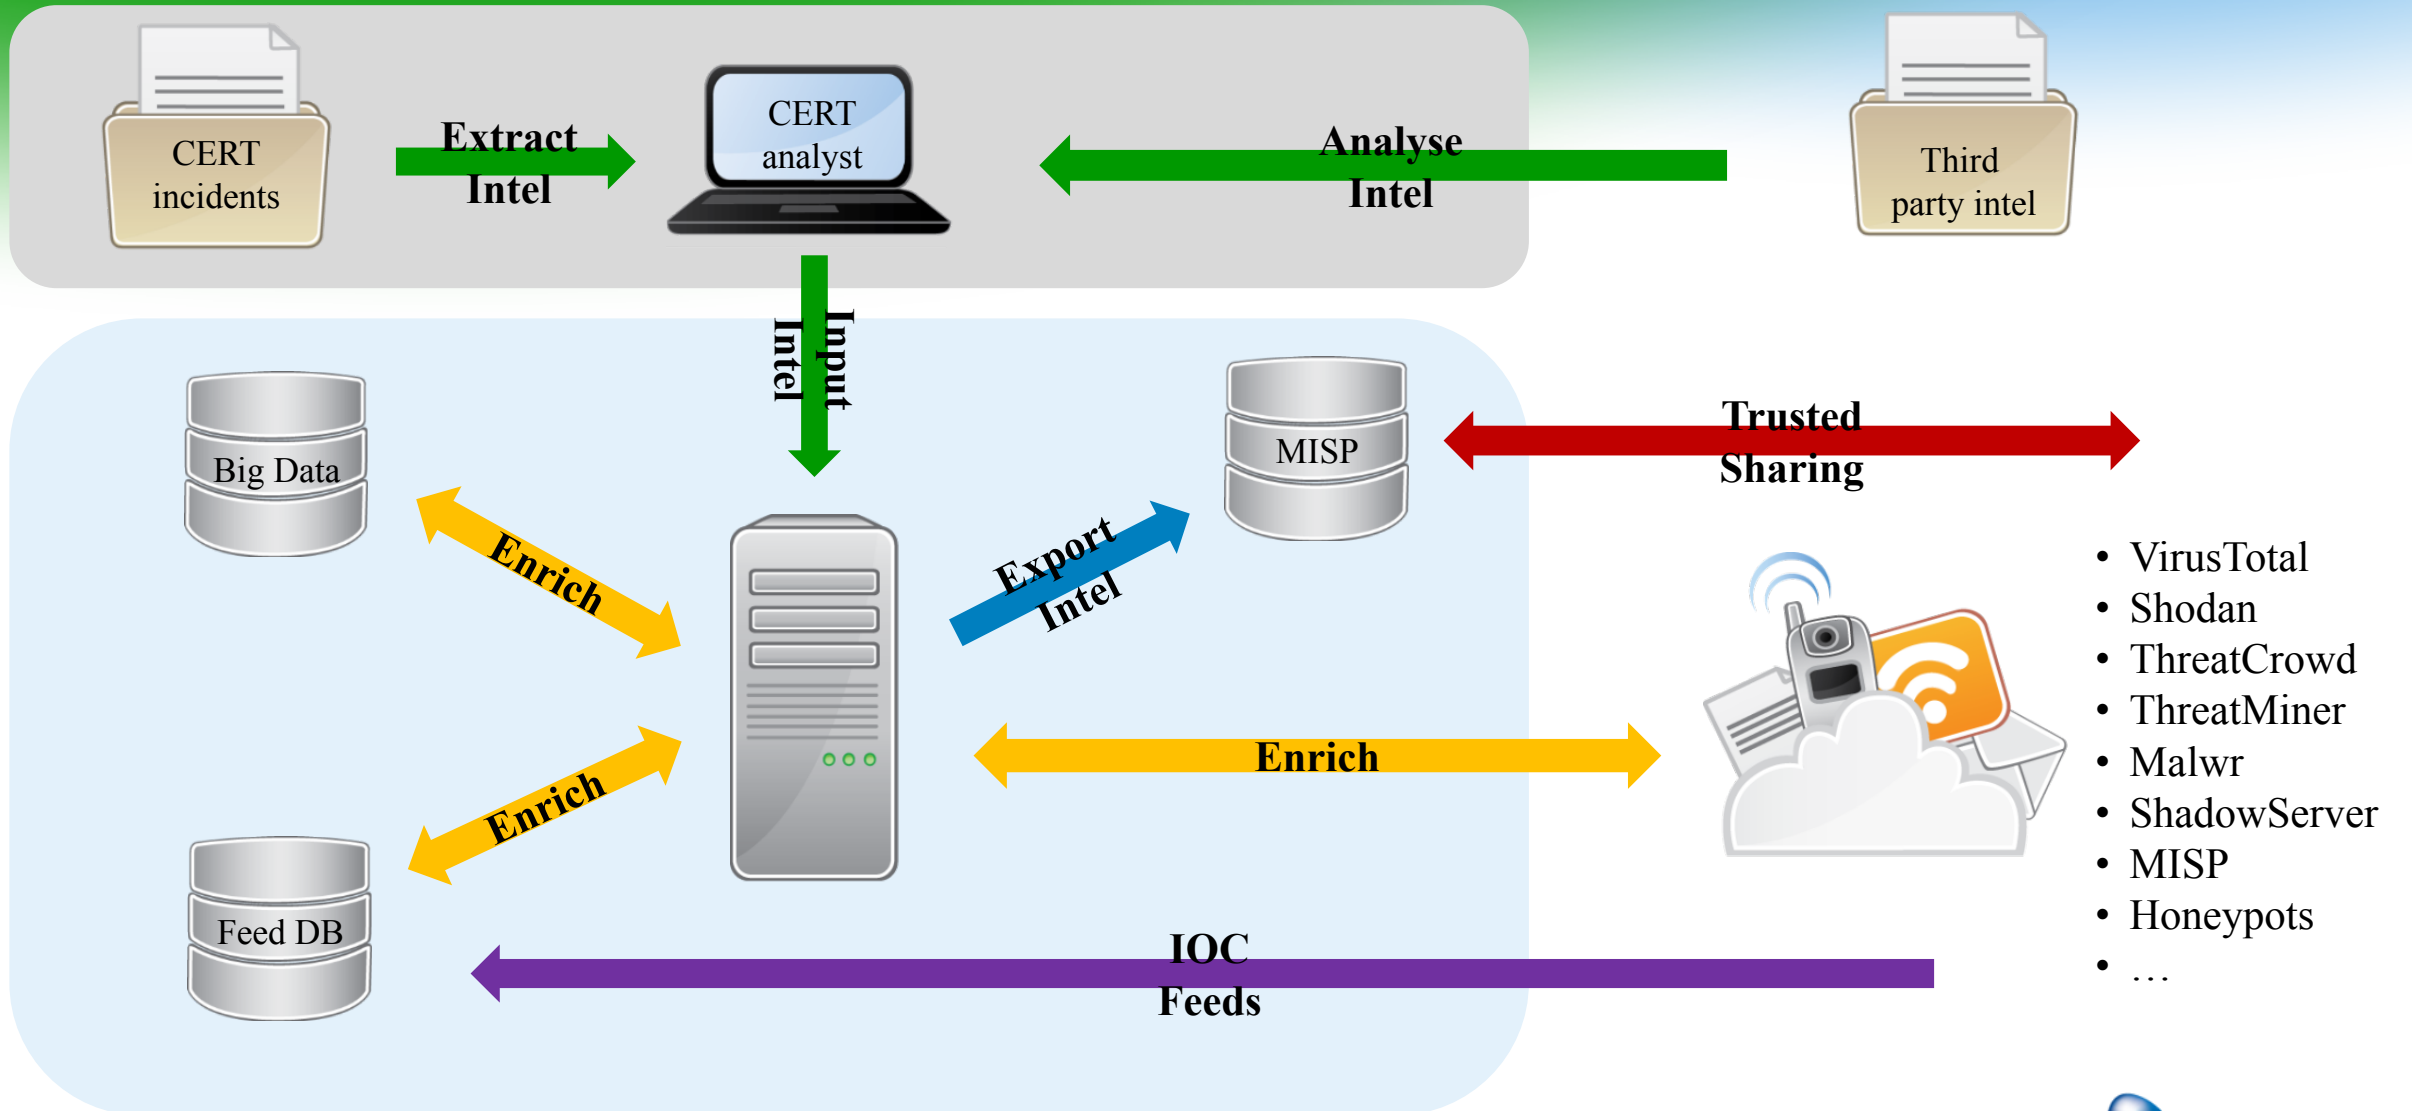 CERT
incidents
Extract
Intel
CERT
analyst
Analyse
Intel
Third
party intel
Input
Intel
Big Data
MISP
Trusted
Sharing
Enrich
Export
Intel
Enrich
Enrich
Feed DB
IOC
Feeds
• VirusTotal
• Shodan
• ThreatCrowd
• ThreatMiner
• Malwr
• ShadowServer
• MISP
• Honeypots
• …